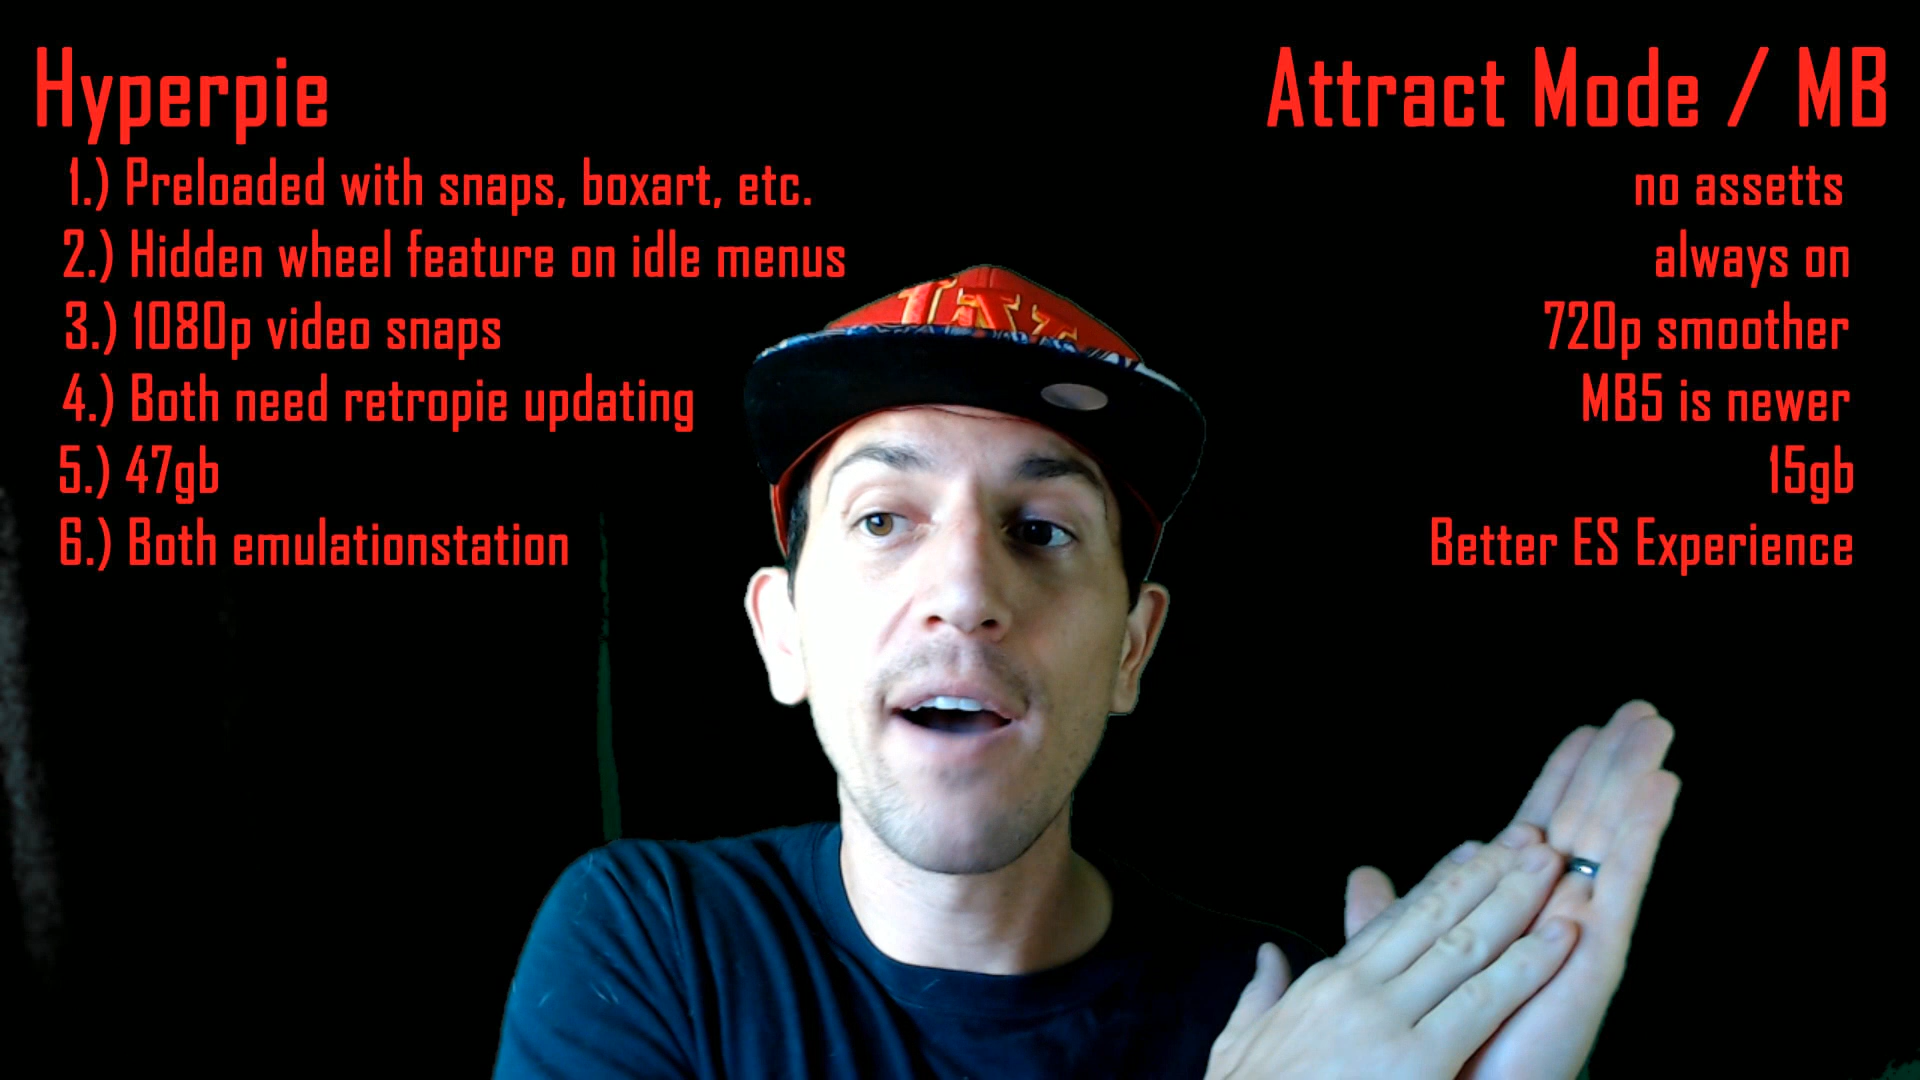 Hyperpie
1.) Preloaded with snaps, boxart, etc.
2.) Hidden wheel feature on idle menus
3.) 1080p video snaps
4.) Both need retropie updating
5.) 47gb
6.) Both emulationstation
Attract Mode / MB
no assetts
always on
720p smoother
MB5 is newer
15gb
Better ES Experience